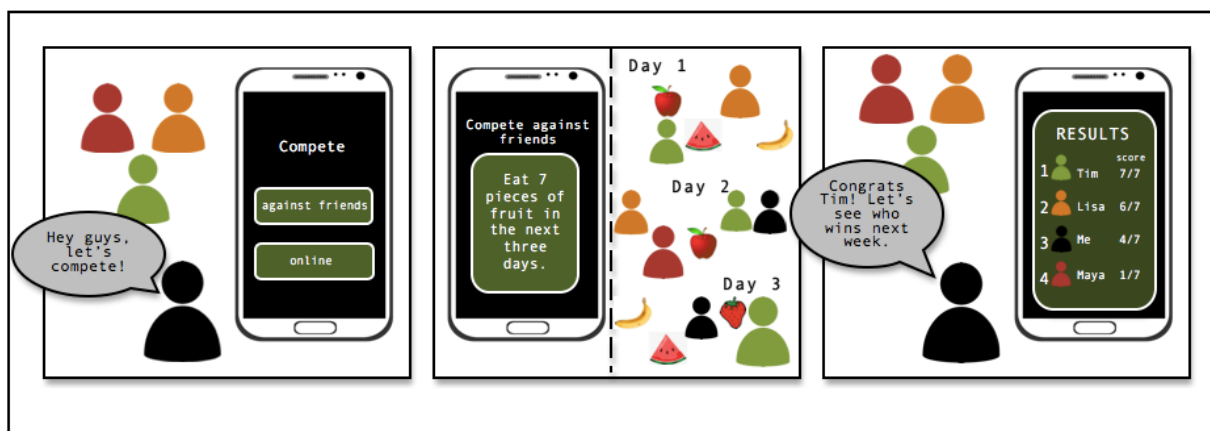 Hey guys,
let's
compete!
Compete
against friends
online
Compete against
friends
Eat 7
pieces of
fruit in
the next
three
days.
Day 1
Day 2
Day 3
Congrats
Tim! Let's
see who
wins next
week.
RESULTS
score
1 Tim 7/7
2 Lisa 6/7
3 Me 4/7
4 Maya 1/7